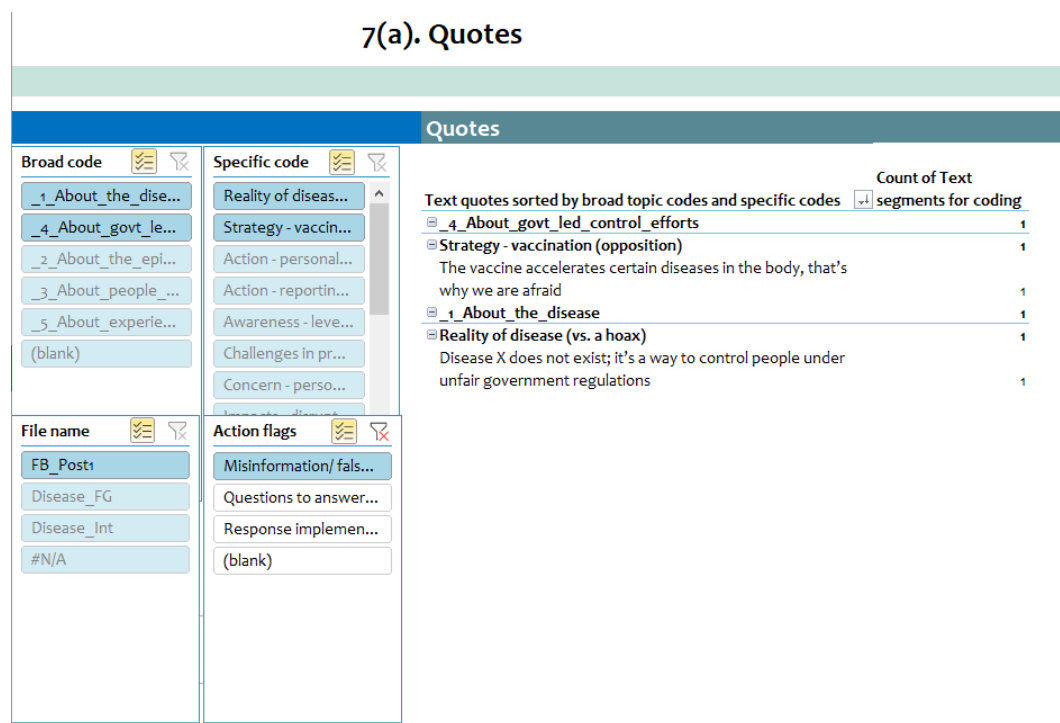 7(a). Quotes
Quotes
Broad code
_1_About_the_dise...
_4_About_govt_le...
_2_About_the_epi...
_3_About_people_...
_5_About_experie...
(blank)
Specific code
Reality of diseas...
Strategy - vaccin...
Action - personal...
Action - reportin...
Awareness - leve...
Challenges in pr...
Concern - perso...
File name
FB_Post1
Disease_FG
Disease_Int
#N/A
Action flags
Misinformation/ fals...
Questions to answer...
Response implemen...
(blank)
Count of Text
Text quotes sorted by broad topic codes and specific codes segments for coding
_4_About_govt_led_control_efforts 1
Strategy - vaccination (opposition) 1
The vaccine accelerates certain diseases in the body, that's
why we are afraid 1
_1_About_the_disease 1
Reality of disease (vs. a hoax) 1
Disease X does not exist; it's a way to control people under
unfair government regulations 1